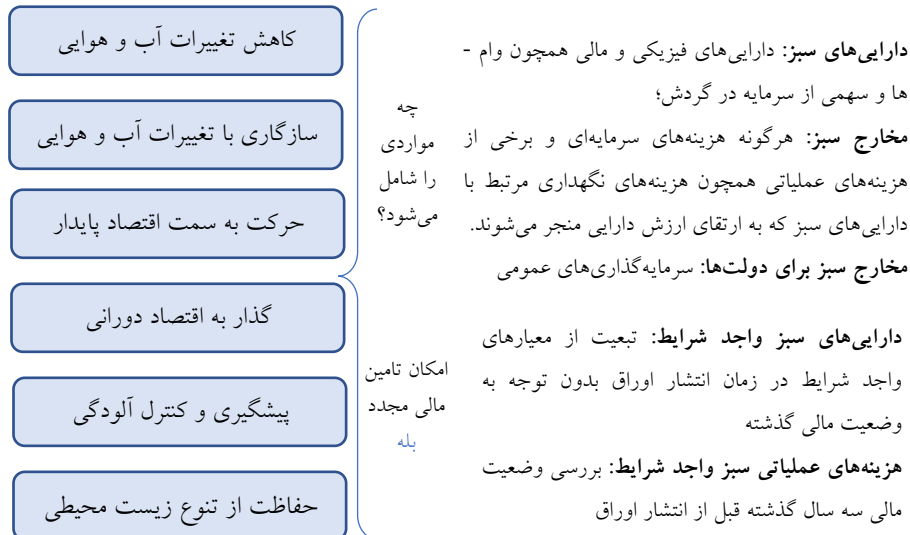 دارایی‌های سبز: دارایی‌های فیزیکی و مالی همچون وام -
ها و سهمی از سرمایه در گردش؛
مخارج سبز: هرگونه هزینه‌های سرمایه‌ای و برخی از
هزینه‌های عملیاتی همچون هزینه‌های نگهداری مرتبط با
دارایی‌های سبز که به ارتقای ارزش دارایی منجر می‌شوند.
مخارج سبز برای دولت‌ها: سرمایه‌گذاری‌های عمومی
دارایی‌های سبز واجد شرایط: تبعیت از معیارهای
واجد شرایط در زمان انتشار اوراق بدون توجه به
وضعیت مالی گذشته
هزینه‌های عملیاتی سبز واجد شرایط: بررسی وضعیت
مالی سه سال گذشته قبل از انتشار اوراق
چه
مواردی
را شامل
می‌شود؟
امکان تامین
مالی مجدد
بله
کاهش تغییرات آب و هوایی
سازگاری با تغییرات آب و هوایی
حرکت به سمت اقتصاد پایدار
گذار به اقتصاد دورانی
پیشگیری و کنترل آلودگی
حفاظت از تنوع زیست محیطی